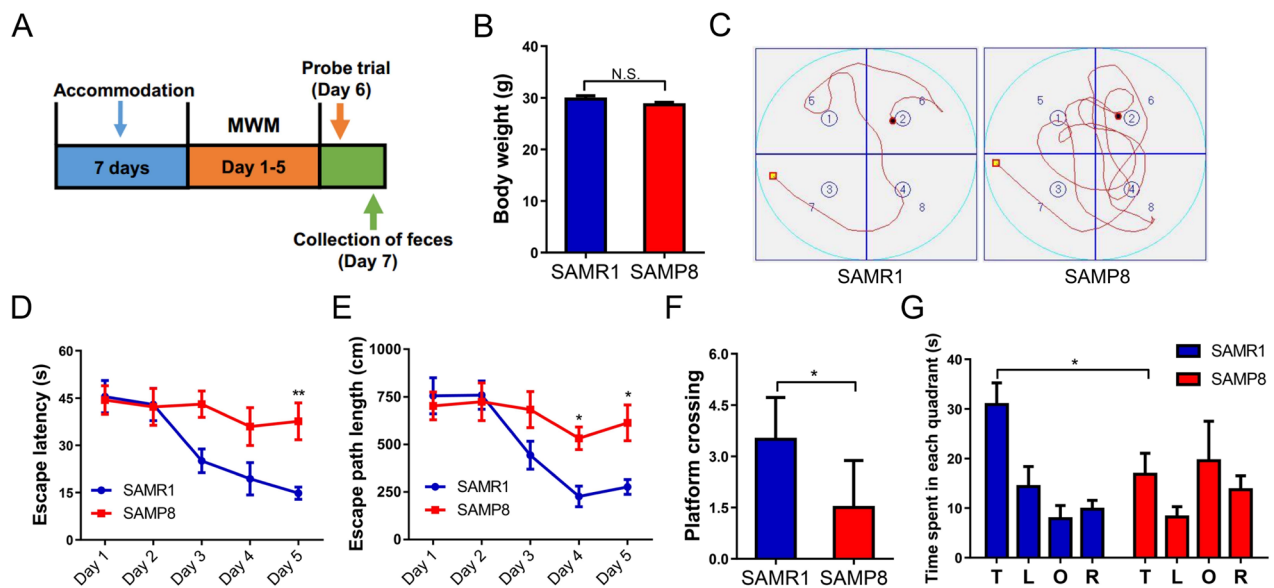 A
Accommodation
Probe trial
(Day 6)
MWM
7 days
Day 1-5
Collection of feces
(Day 7)
B
Body weight (g)
40
30
20
10
0
N.S.
SAMR1
SAMP8
C
5
6
1
2
3
4
7
8
SAMR1
5
6
1
2
3
4
7
8
SAMP8
D
Escape latency (s)
60
45
30
15
0
**
SAMR1
SAMP8
Day 1
Day 2
Day 3
Day 4
Day 5
E
Escape path length (cm)
1000
750
500
250
0
*
*
SAMR1
SAMP8
Day 1
Day 2
Day 3
Day 4
Day 5
F
Platform crossing
6.0
4.5
3.0
1.5
0.0
*
SAMR1
SAMP8
G
Time spent in each quadrant (s)
40
30
20
10
0
*
SAMR1
SAMP8
T L O R T L O R